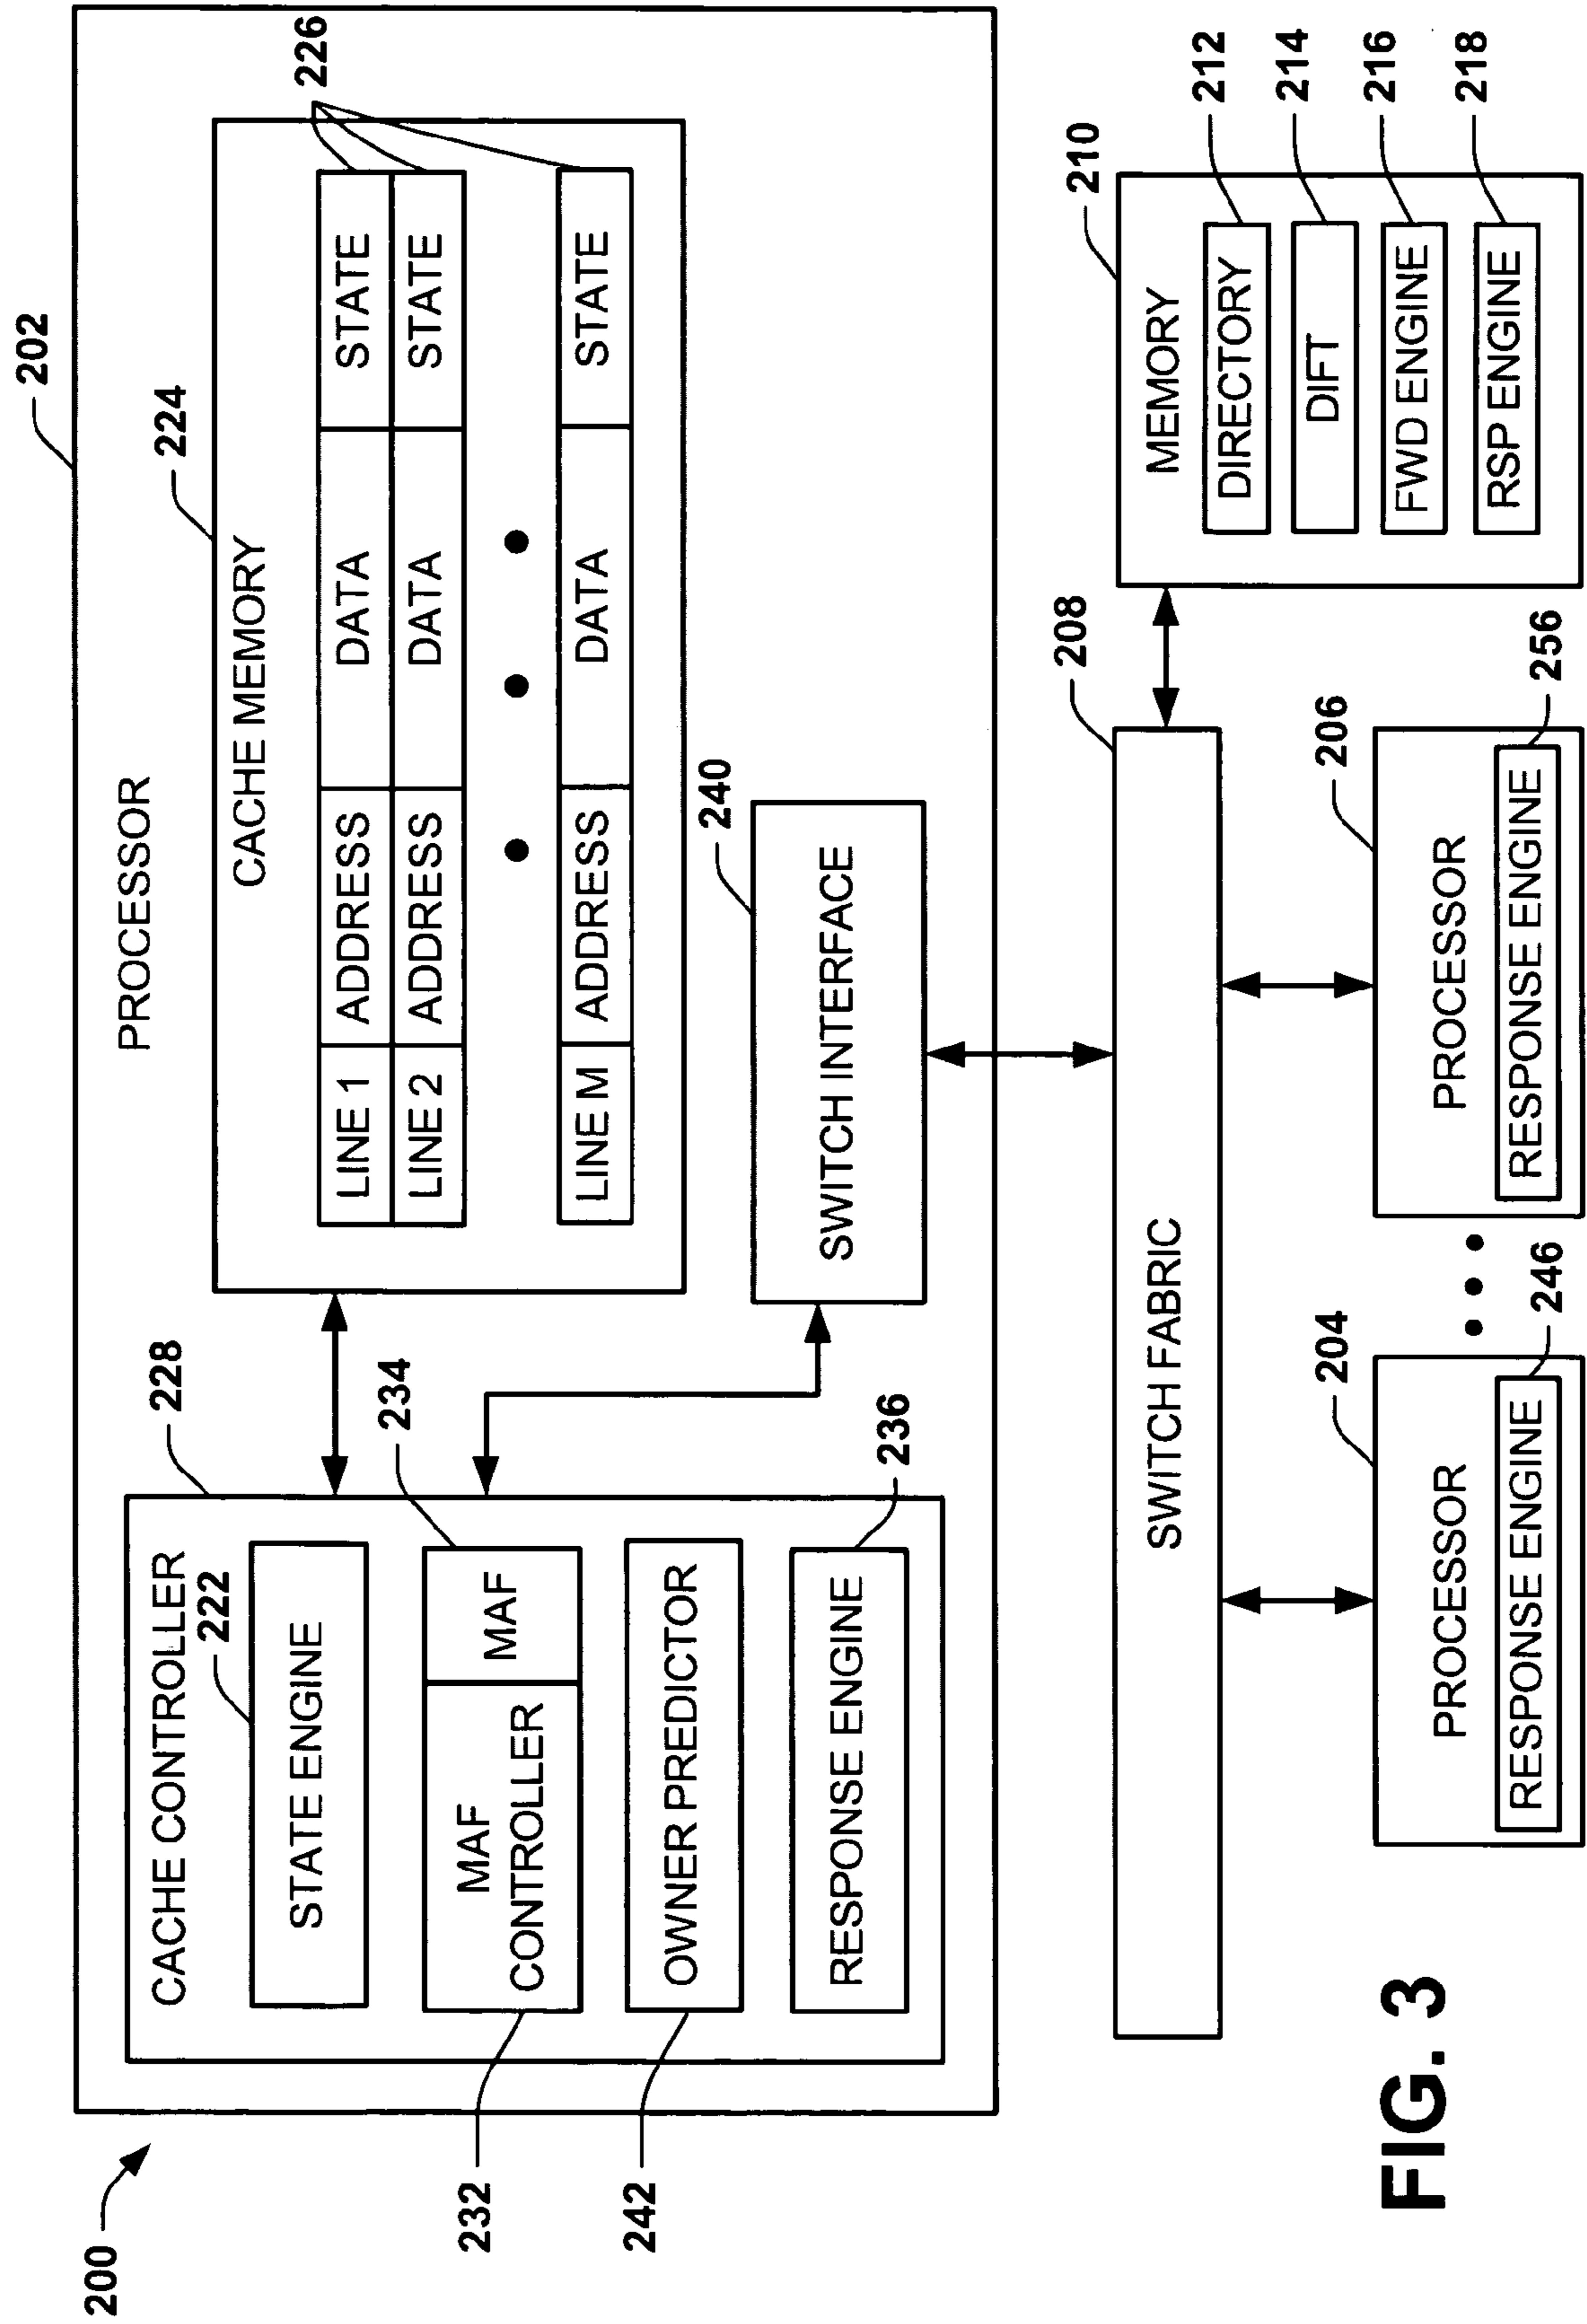 200
202
PROCESSOR
228
CACHE CONTROLLER
222
STATE ENGINE
234
MAF CONTROLLER
MAF
232
OWNER PREDICTOR
242
RESPONSE ENGINE
236
224
CACHE MEMORY
226
LINE 1 ADDRESS DATA STATE
LINE 2 ADDRESS DATA STATE
LINE M ADDRESS DATA STATE
240
SWITCH INTERFACE
208
SWITCH FABRIC
204
PROCESSOR
RESPONSE ENGINE
246
206
PROCESSOR
RESPONSE ENGINE
256
210
MEMORY
DIRECTORY
212
DIFT
214
FWD ENGINE
216
RSP ENGINE
218
FIG. 3